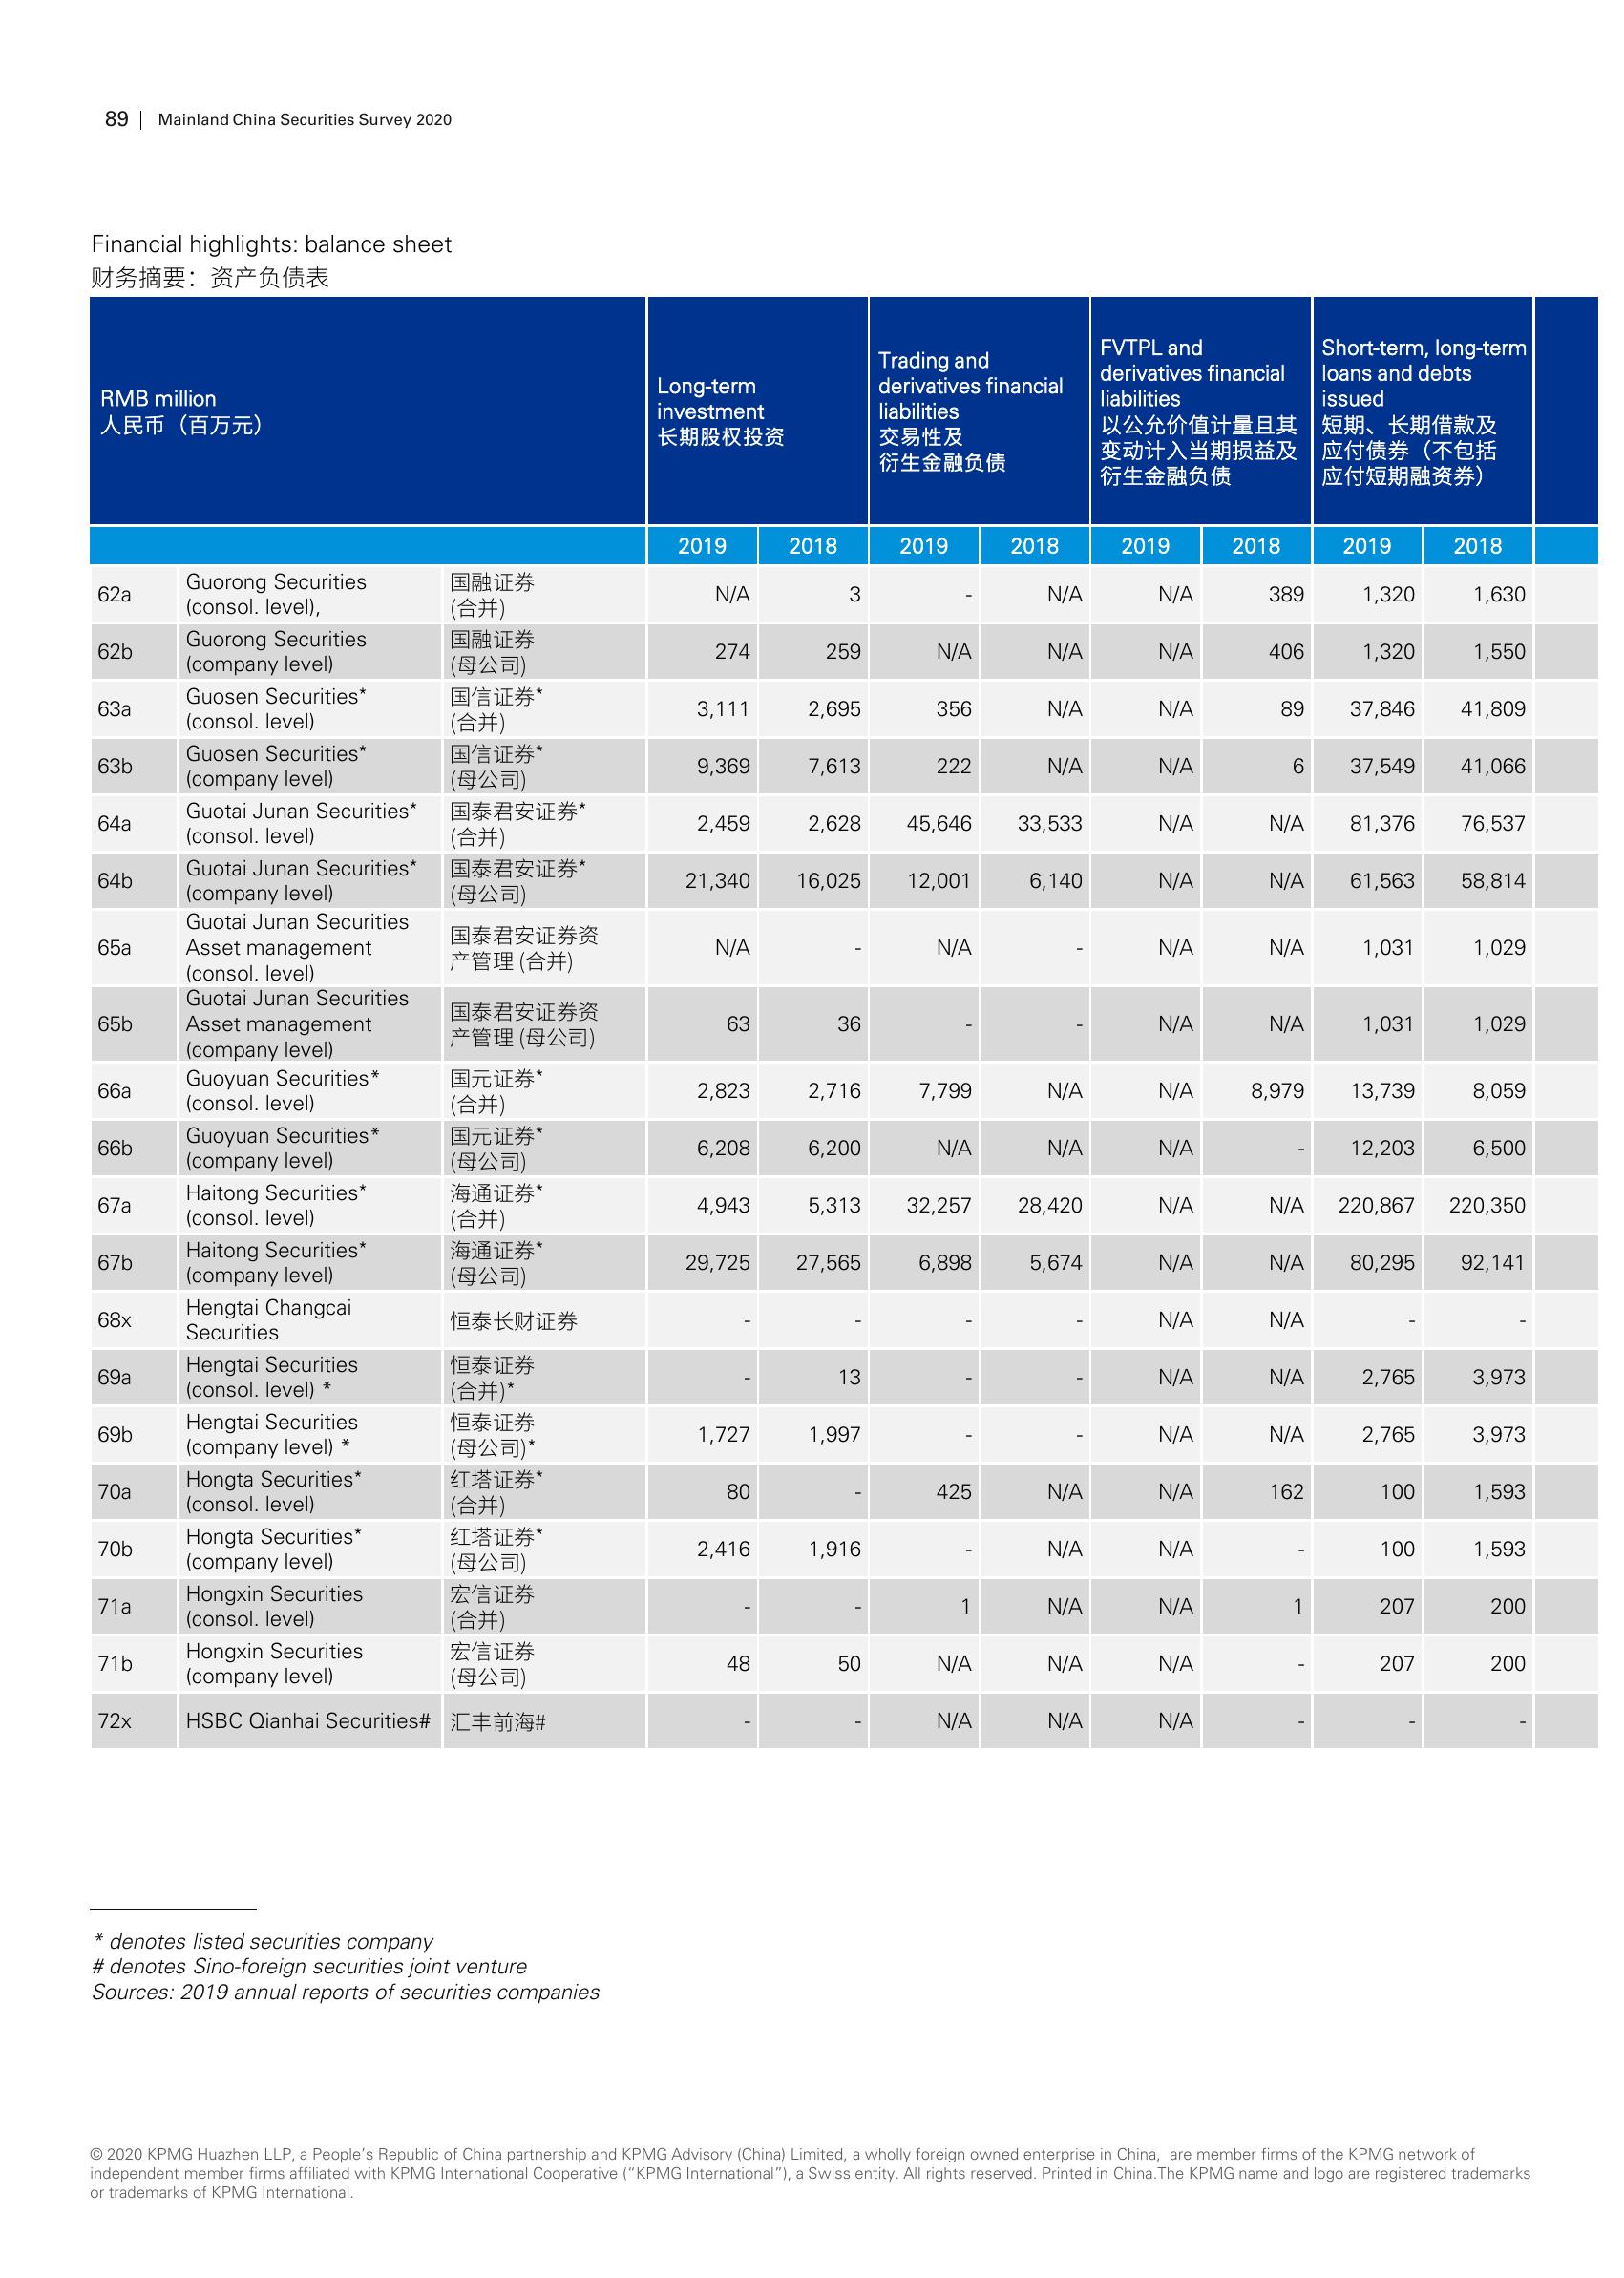 89 | Mainland China Securities Survey 2020
Financial highlights: balance sheet
财务摘要：资产负债表
RMB million
人民币（百万元）
Long-term
investment
长期股权投资
Trading and
derivatives financial
liabilities
交易性及
衍生金融负债
FVTPL and
derivatives financial
liabilities
以公允价值计量且其
变动计入当期损益及
衍生金融负债
Short-term, long-term
loans and debts
issued
短期、长期借款及
应付债券（不包括
应付短期融资券）
2019 2018 2019 2018 2019 2018 2019 2018
62a Guorong Securities (consol. level), 国融证券 (合并) N/A 3 - N/A N/A 389 1,320 1,630
62b Guorong Securities (company level) 国融证券 (母公司) 274 259 N/A N/A N/A 406 1,320 1,550
63a Guosen Securities* (consol. level) 国信证券* (合并) 3,111 2,695 356 N/A N/A 89 37,846 41,809
63b Guosen Securities* (company level) 国信证券* (母公司) 9,369 7,613 222 N/A N/A 6 37,549 41,066
64a Guotai Junan Securities* (consol. level) 国泰君安证券* (合并) 2,459 2,628 45,646 33,533 N/A N/A 81,376 76,537
64b Guotai Junan Securities* (company level) 国泰君安证券* (母公司) 21,340 16,025 12,001 6,140 N/A N/A 61,563 58,814
65a Guotai Junan Securities Asset management (consol. level) 国泰君安证券资产管理 (合并) N/A - N/A - N/A N/A 1,031 1,029
65b Guotai Junan Securities Asset management (company level) 国泰君安证券资产管理 (母公司) 63 36 - - N/A N/A 1,031 1,029
66a Guoyuan Securities* (consol. level) 国元证券* (合并) 2,823 2,716 7,799 N/A N/A 8,979 13,739 8,059
66b Guoyuan Securities* (company level) 国元证券* (母公司) 6,208 6,200 N/A N/A N/A - 12,203 6,500
67a Haitong Securities* (consol. level) 海通证券* (合并) 4,943 5,313 32,257 28,420 N/A N/A 220,867 220,350
67b Haitong Securities* (company level) 海通证券* (母公司) 29,725 27,565 6,898 5,674 N/A N/A 80,295 92,141
68x Hengtai Changcai Securities 恒泰长财证券 - - - - N/A N/A - -
69a Hengtai Securities (consol. level) * 恒泰证券 (合并)* - 13 - - N/A N/A 2,765 3,973
69b Hengtai Securities (company level) * 恒泰证券 (母公司)* 1,727 1,997 - - N/A N/A 2,765 3,973
70a Hongta Securities* (consol. level) 红塔证券* (合并) 80 - 425 N/A N/A 162 100 1,593
70b Hongta Securities* (company level) 红塔证券* (母公司) 2,416 1,916 - N/A N/A - 100 1,593
71a Hongxin Securities (consol. level) 宏信证券 (合并) - - 1 N/A N/A 1 207 200
71b Hongxin Securities (company level) 宏信证券 (母公司) 48 50 N/A N/A N/A - 207 200
72x HSBC Qianhai Securities# 汇丰前海# - - N/A N/A N/A - - -
* denotes listed securities company
# denotes Sino-foreign securities joint venture
Sources: 2019 annual reports of securities companies
© 2020 KPMG Huazhen LLP, a People’s Republic of China partnership and KPMG Advisory (China) Limited, a wholly foreign owned enterprise in China, are member firms of the KPMG network of
independent member firms affiliated with KPMG International Cooperative (“KPMG International”), a Swiss entity. All rights reserved. Printed in China.The KPMG name and logo are registered trademarks
or trademarks of KPMG International.